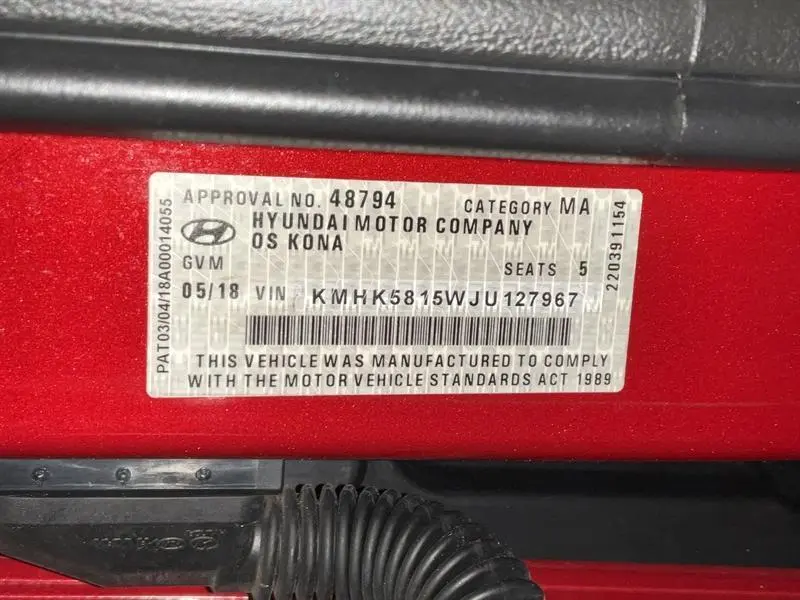 APPROVAL NO. 48794 CATEGORY MA
HYUNDAI MOTOR COMPANY
OS KONA
GVM SEATS 5
05/18 VIN KMHK5815WJU127967
THIS VEHICLE WAS MANUFACTURED TO COMPLY
WITH THE MOTOR VEHICLE STANDARDS ACT 1989
PAT03/04/18A00014055
220391154